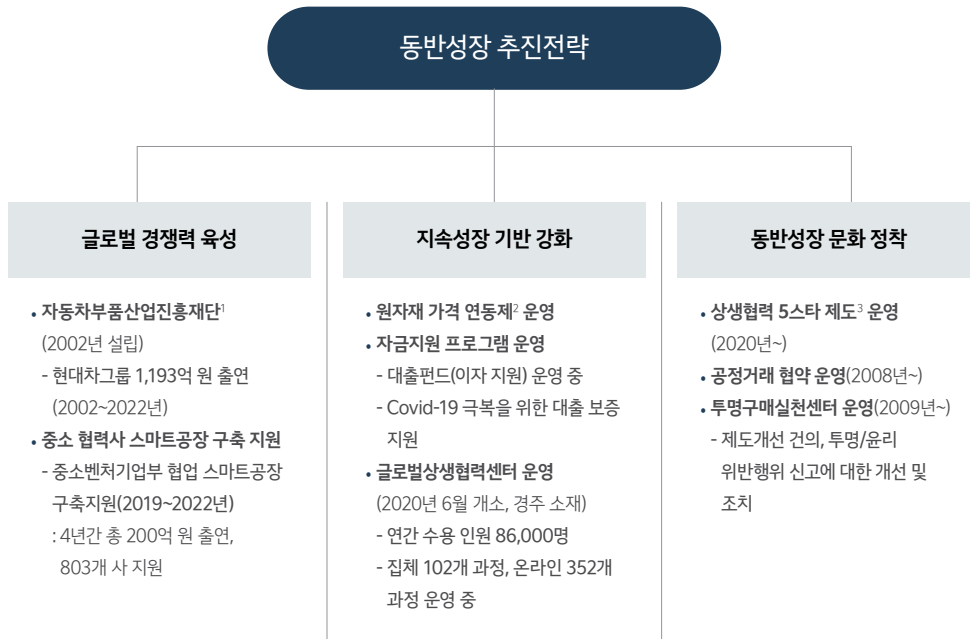 동반성장 추진전략
글로벌 경쟁력 육성
• 자동차부품산업진흥재단1
(2002년 설립)
- 현대차그룹 1,193억 원 출연
(2002~2022년)
• 중소 협력사 스마트공장 구축 지원
- 중소벤처기업부 협업 스마트공장
구축지원(2019~2022년)
: 4년간 총 200억 원 출연,
803개 사 지원
지속성장 기반 강화
• 원자재 가격 연동제2 운영
• 자금지원 프로그램 운영
- 대출펀드(이자 지원) 운영 중
- Covid-19 극복을 위한 대출 보증
지원
• 글로벌상생협력센터 운영
(2020년 6월 개소, 경주 소재)
- 연간 수용 인원 86,000명
- 집체 102개 과정, 온라인 352개
과정 운영 중
동반성장 문화 정착
• 상생협력 5스타 제도3 운영
(2020년~)
• 공정거래 협약 운영(2008년~)
• 투명구매실천센터 운영(2009년~)
- 제도개선 건의, 투명/윤리
위반행위 신고에 대한 개선 및
조치